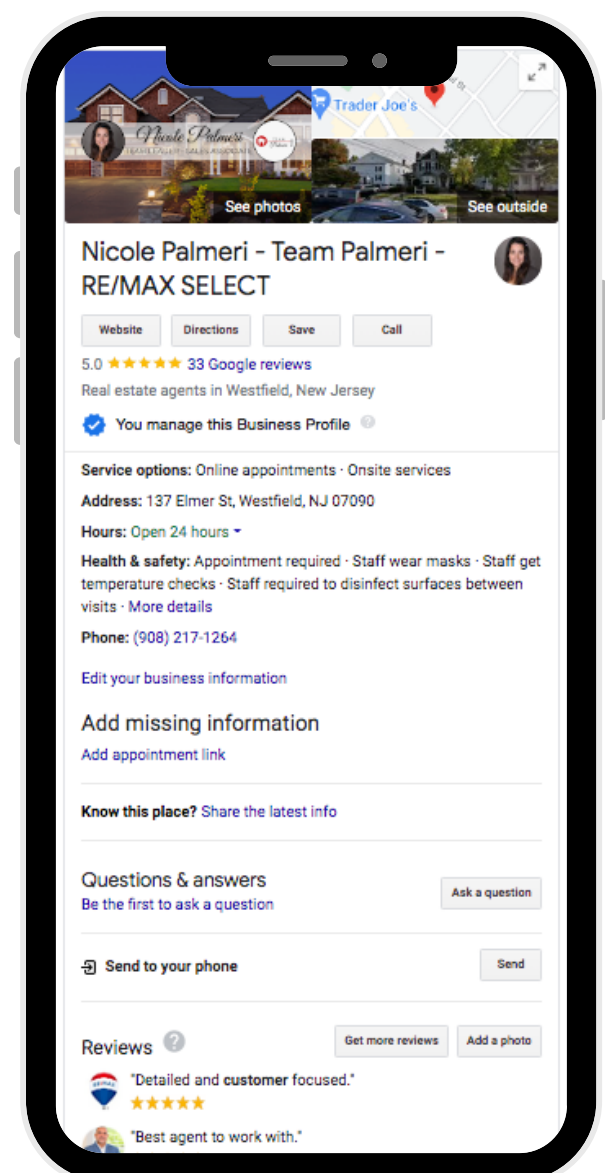 Trader Joe's
Nicole Palmeri
See photos
See outside
Nicole Palmeri - Team Palmeri -
RE/MAX SELECT
Website
Directions
Save
Call
5.0 33 Google reviews
Real estate agents in Westfield, New Jersey
You manage this Business Profile
Service options: Online appointments · Onsite services
Address: 137 Elmer St, Westfield, NJ 07090
Hours: Open 24 hours
Health & safety: Appointment required · Staff wear masks · Staff get
temperature checks · Staff required to disinfect surfaces between
visits · More details
Phone: (908) 217-1264
Edit your business information
Add missing information
Add appointment link
Know this place? Share the latest info
Questions & answers
Be the first to ask a question
Ask a question
Send to your phone
Send
Reviews
Get more reviews
Add a photo
"Detailed and customer focused."
RE/MAX
"Best agent to work with."